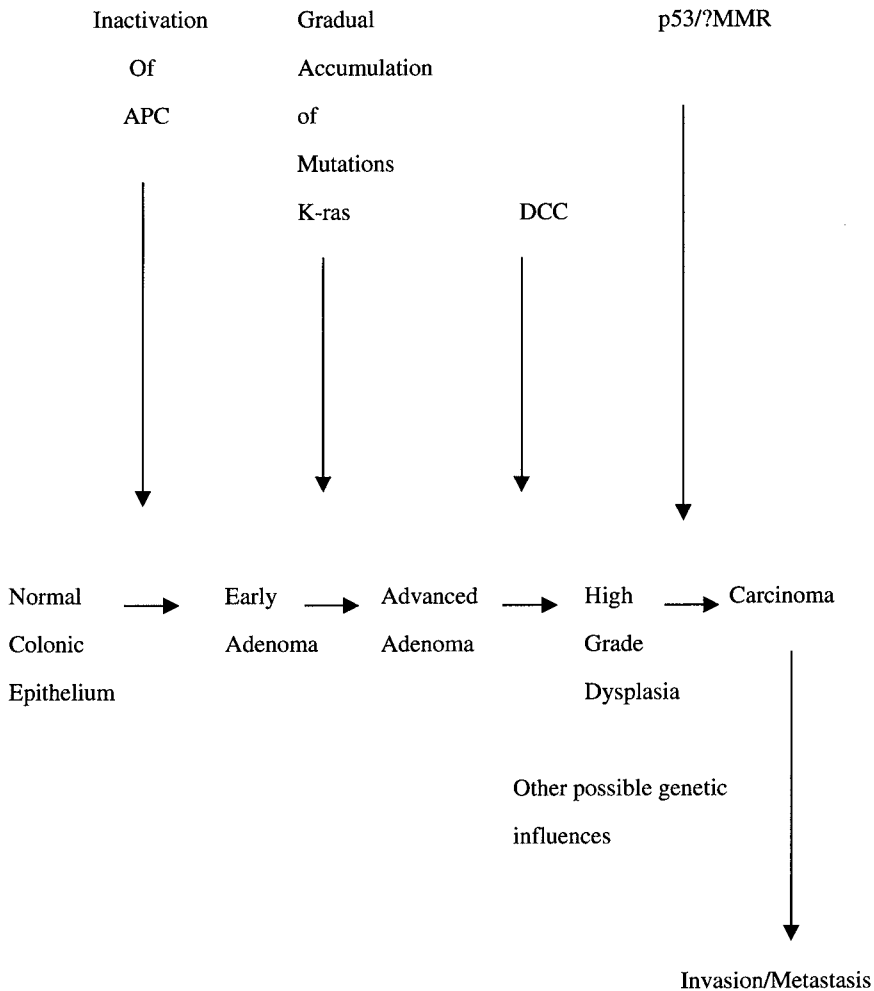 Inactivation
Of
APC
Gradual
Accumulation
of
Mutations
K-ras
DCC
p53/?MMR
Normal
Colonic
Epithelium
Early
Adenoma
Advanced
Adenoma
High
Grade
Dysplasia
Carcinoma
Other possible genetic
influences
Invasion/Metastasis